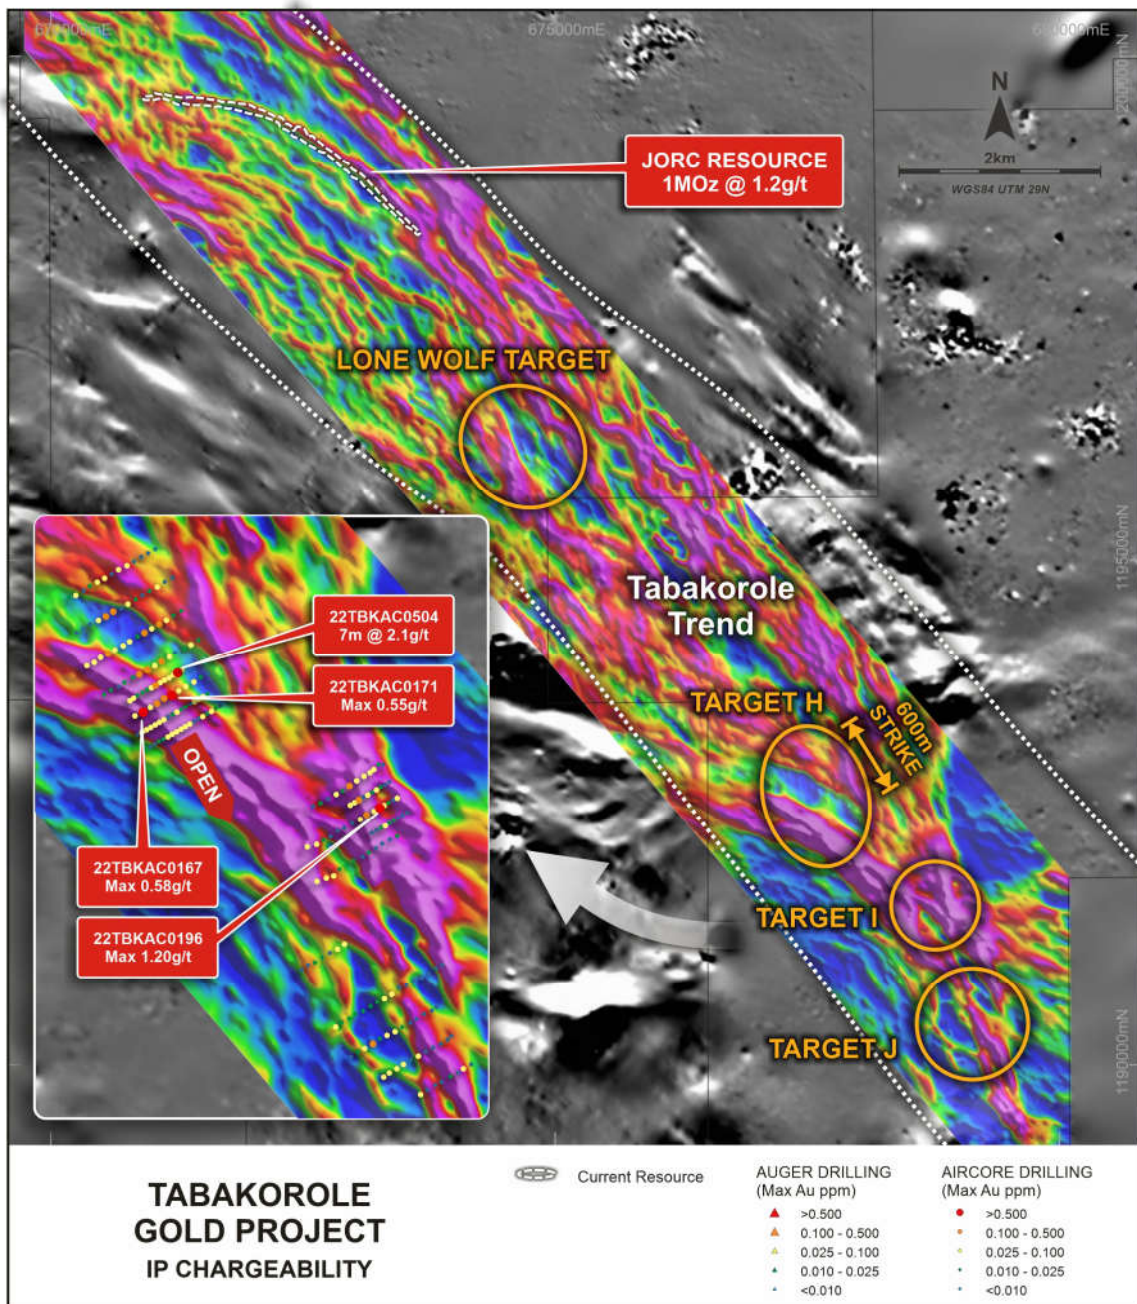 675000mE
N
2km
WGS84 UTM 29N
JORC RESOURCE
1MOz @ 1.2g/t
LONE WOLF TARGET
1195000mN
Tabakorole
Trend
22TBKAC0504
7m @ 2.1g/t
22TBKAC0171
Max 0.55g/t
OPEN
22TBKAC0167
Max 0.58g/t
22TBKAC0196
Max 1.20g/t
TARGET H
600m
STRIKE
TARGET I
TARGET J
1190000mN
TABAKOROLE
GOLD PROJECT
IP CHARGEABILITY
Current Resource
AUGER DRILLING
(Max Au ppm)
>0.500
0.100 - 0.500
0.025 - 0.100
0.010 - 0.025
<0.010
AIRCORE DRILLING
(Max Au ppm)
>0.500
0.100 - 0.500
0.025 - 0.100
0.010 - 0.025
<0.010